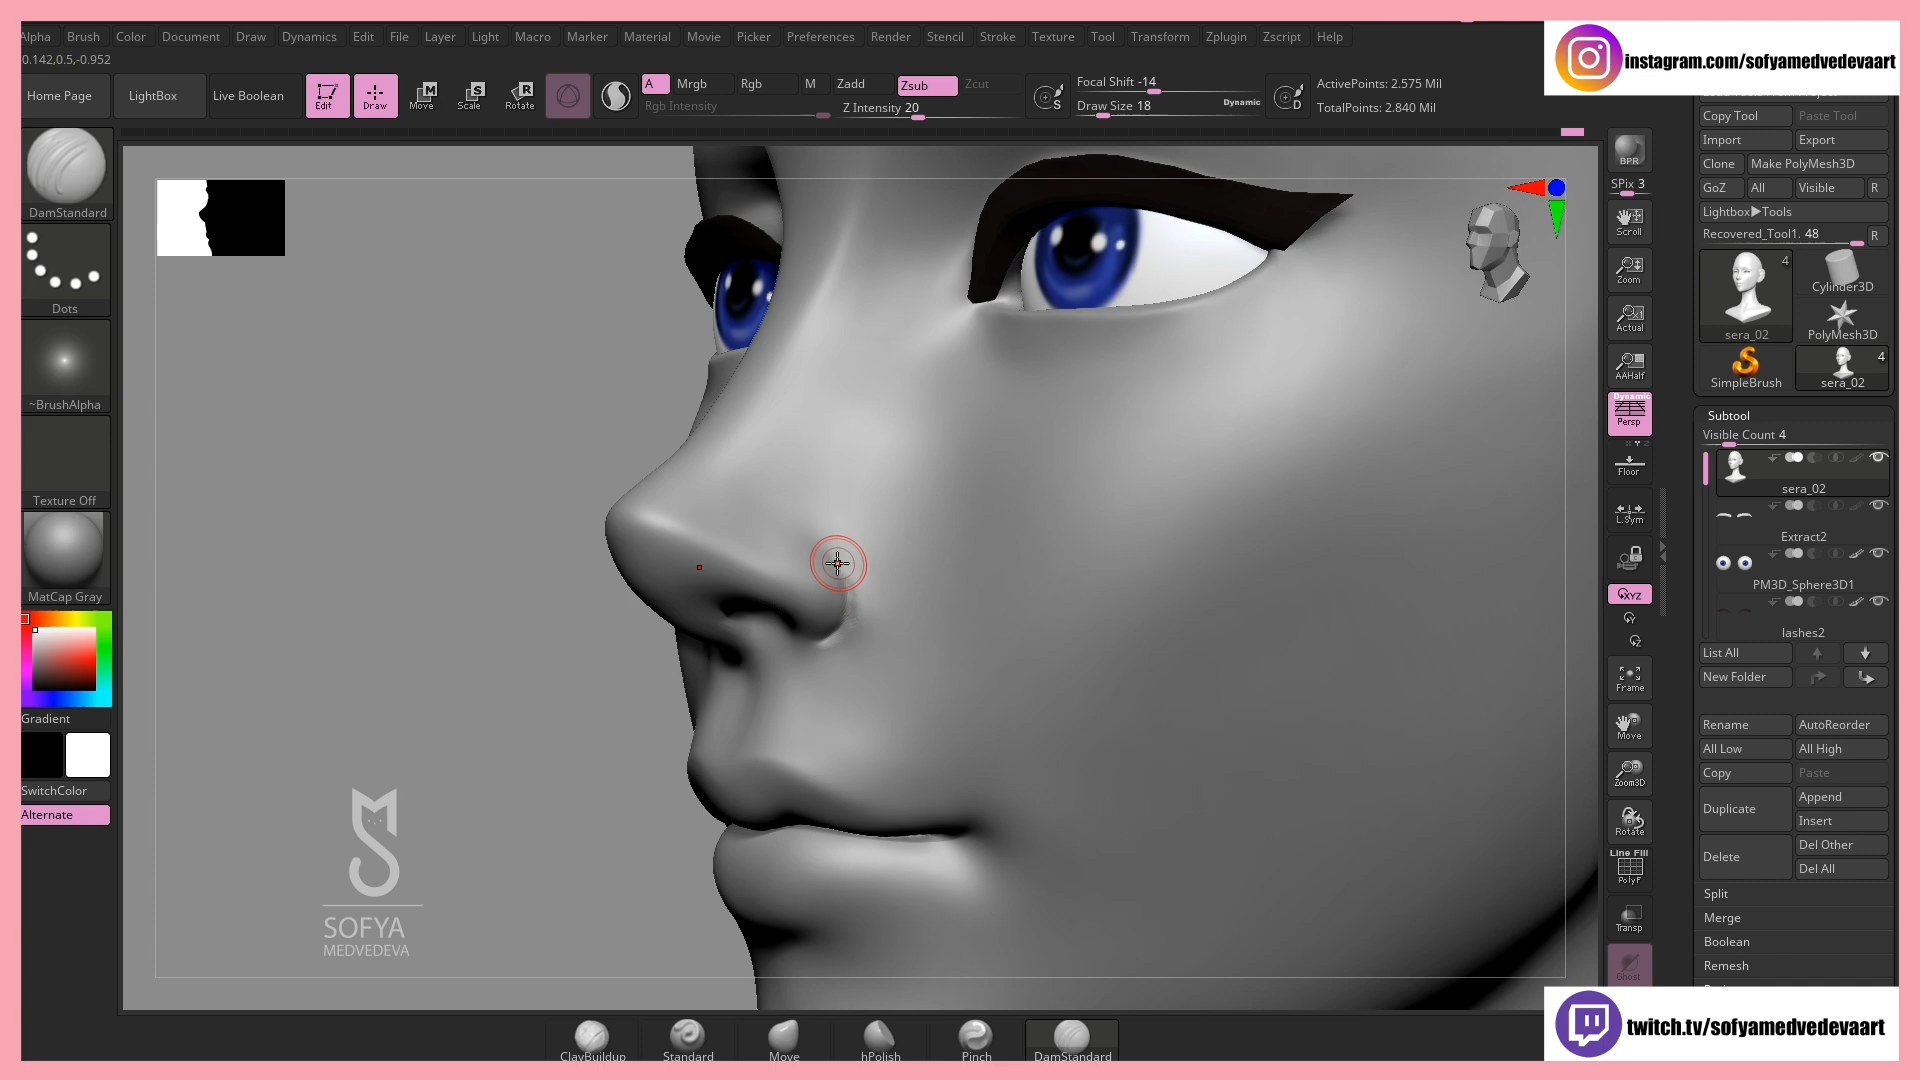 Alpha Brush Color Document Draw Dynamics Edit File Layer Light Macro Marker Material Movie Picker Preferences Render Stencil Stroke Texture Tool Transform Zplugin Zscript Help
instagram.com/sofyamedvedevaart
0.142,0.5,-0.952
Home Page LightBox Live Boolean Edit Draw Move Scale Rotate
A Mrgb Rgb M Zadd Zsub Zcut
Rgb Intensity Z Intensity 20
Focal Shift -14
Draw Size 18 Dynamic
ActivePoints: 2.575 Mil
TotalPoints: 2.840 Mil
DamStandard
Dots
~BrushAlpha
Texture Off
MatCap Gray
Gradient
SwitchColor
Alternate
SOFYA
MEDVEDEVA
BPR
SPix 3
Scroll
Zoom
Actual
AAHalf
Dynamic
Persp
Floor
L.Sym
XYZ
Y
Z
Frame
Move
Zoom3D
Rotate
Line Fill
PolyF
Transp
Ghost
Copy Tool Paste Tool
Import Export
Clone Make PolyMesh3D
GoZ All Visible R
Lightbox▶Tools
Recovered_Tool1. 48 R
4
Cylinder3D
sera_02 PolyMesh3D
4
SimpleBrush sera_02
Subtool
Visible Count 4
sera_02
Extract2
PM3D_Sphere3D1
lashes2
List All
New Folder
Rename AutoReorder
All Low All High
Copy Paste
Duplicate Append
Insert
Delete Del Other
Del All
Split
Merge
Boolean
Remesh
twitch.tv/sofyamedvedevaart
ClayBuildup Standard Move hPolish Pinch DamStandard